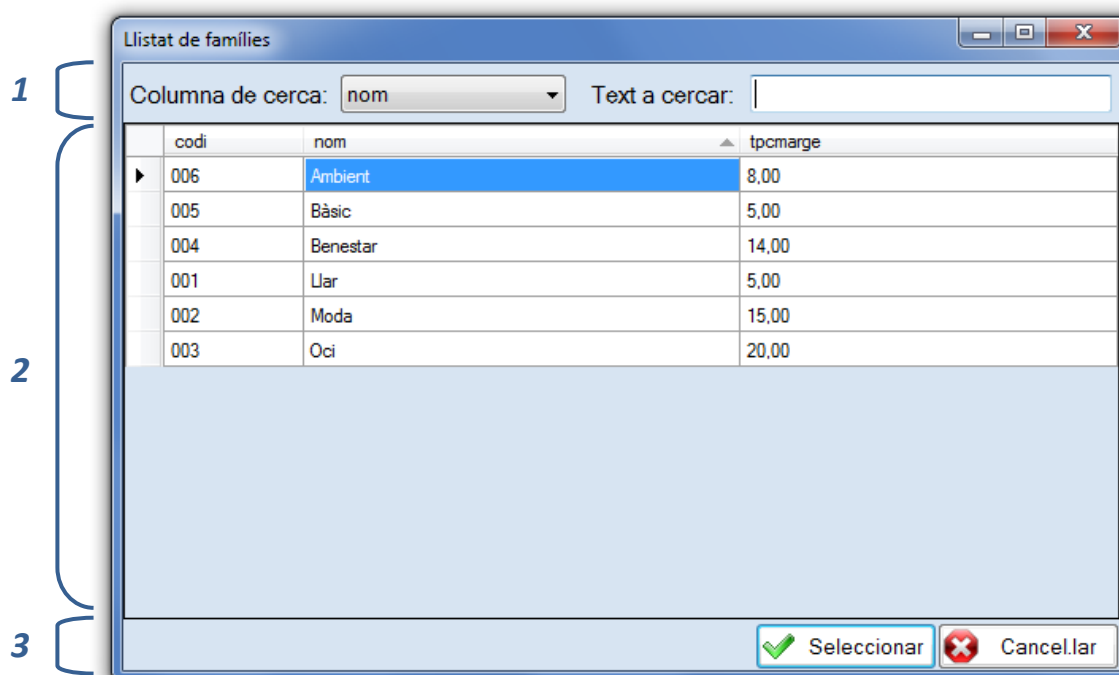 Llistat de famílies
1 Columna de cerca: nom Text a cercar:
codi nom tpcmarge
006 Ambient 8,00
005 Bàsic 5,00
004 Benestar 14,00
001 Llar 5,00
002 Moda 15,00
003 Oci 20,00
2
3 Seleccionar Cancel.lar